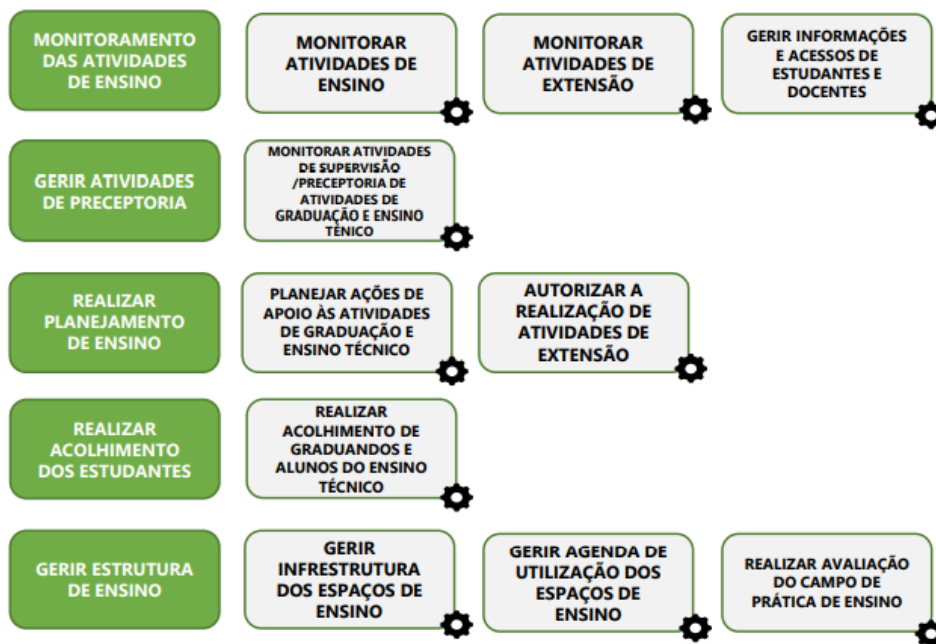 MONITORAMENTO
DAS ATIVIDADES
DE ENSINO
MONITORAR
ATIVIDADES DE
ENSINO
MONITORAR
ATIVIDADES DE
EXTENSÃO
GERIR INFORMAÇÕES
E ACESSOS DE
ESTUDANTES E
DOCENTES
GERIR ATIVIDADES
DE PRECEPTORIA
MONITORAR ATIVIDADES
DE SUPERVISÃO
/PRECEPTORIA DE
ATIVIDADES DE
GRADUAÇÃO E ENSINO
TÉNICO
REALIZAR
PLANEJAMENTO
DE ENSINO
PLANEJAR AÇÕES DE
APOIO ÀS ATIVIDADES
DE GRADUAÇÃO E
ENSINO TÉCNICO
AUTORIZAR A
REALIZAÇÃO DE
ATIVIDADES DE
EXTENSÃO
REALIZAR
ACOLHIMENTO
DOS ESTUDANTES
REALIZAR
ACOLHIMENTO DE
GRADUANDOS E
ALUNOS DO ENSINO
TÉCNICO
GERIR ESTRUTURA
DE ENSINO
GERIR
INFRESTRUTURA
DOS ESPAÇOS DE
ENSINO
GERIR AGENDA DE
UTILIZAÇÃO DOS
ESPAÇOS DE
ENSINO
REALIZAR AVALIAÇÃO
DO CAMPO DE
PRÁTICA DE ENSINO